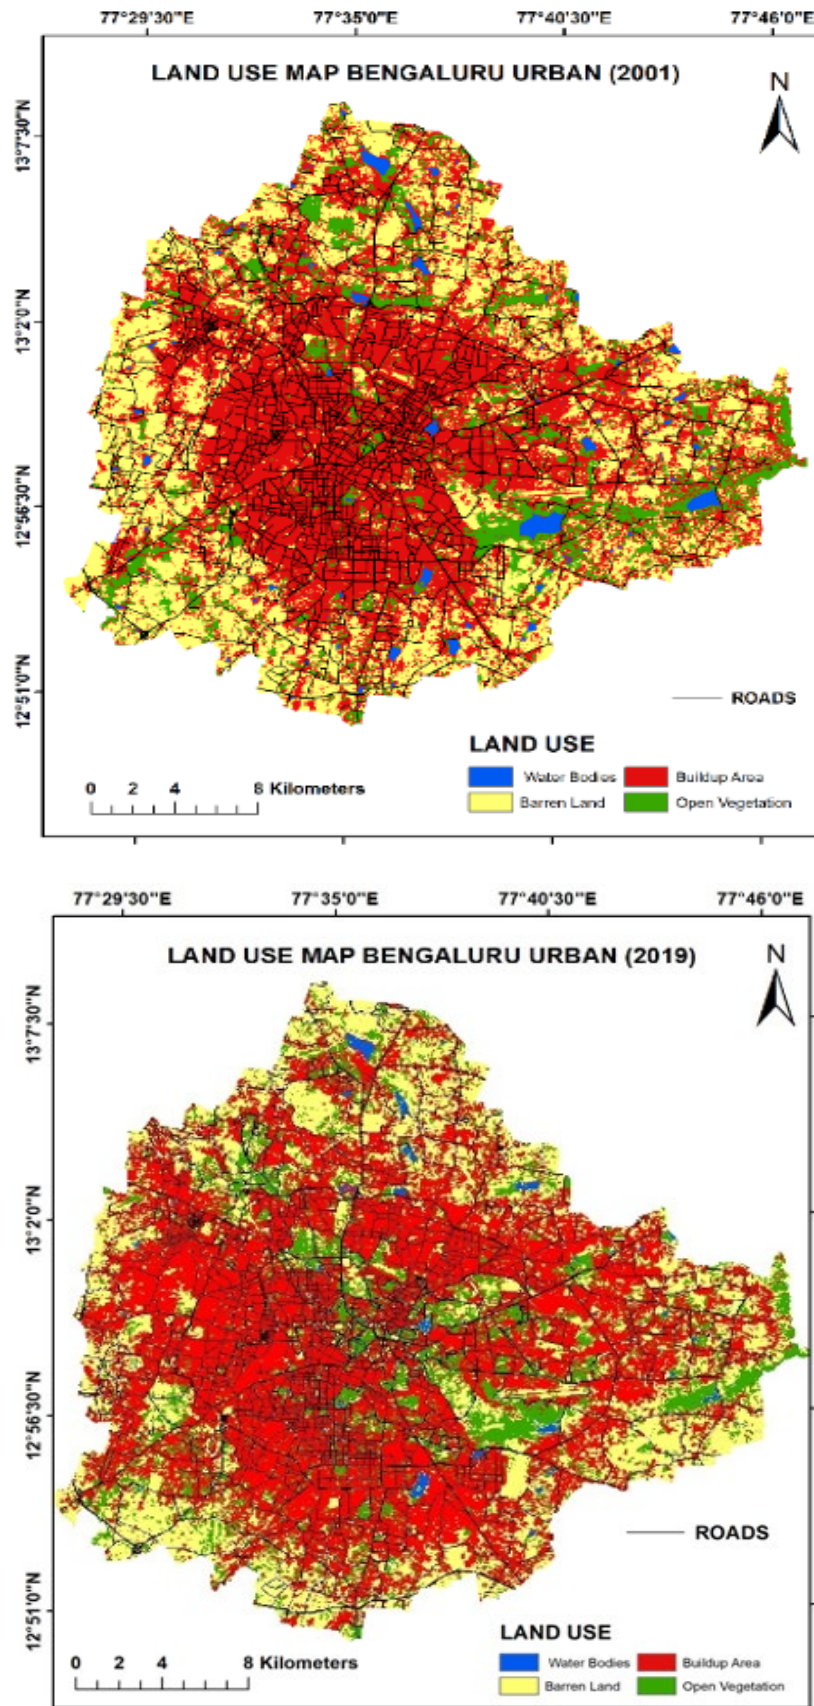 77°29'30"E 77°35'0"E 77°40'30"E 77°46'0"E
LAND USE MAP BENGALURU URBAN (2001)
N
13°7'30"N
13°2'0"N
12°56'30"N
12°51'0"N
ROADS
LAND USE
Water Bodies Buildup Area
Barren Land Open Vegetation
0 2 4 8 Kilometers
77°29'30"E 77°35'0"E 77°40'30"E 77°46'0"E
LAND USE MAP BENGALURU URBAN (2019)
N
13°7'30"N
13°2'0"N
12°56'30"N
12°51'0"N
ROADS
LAND USE
Water Bodies Buildup Area
Barren Land Open Vegetation
0 2 4 8 Kilometers